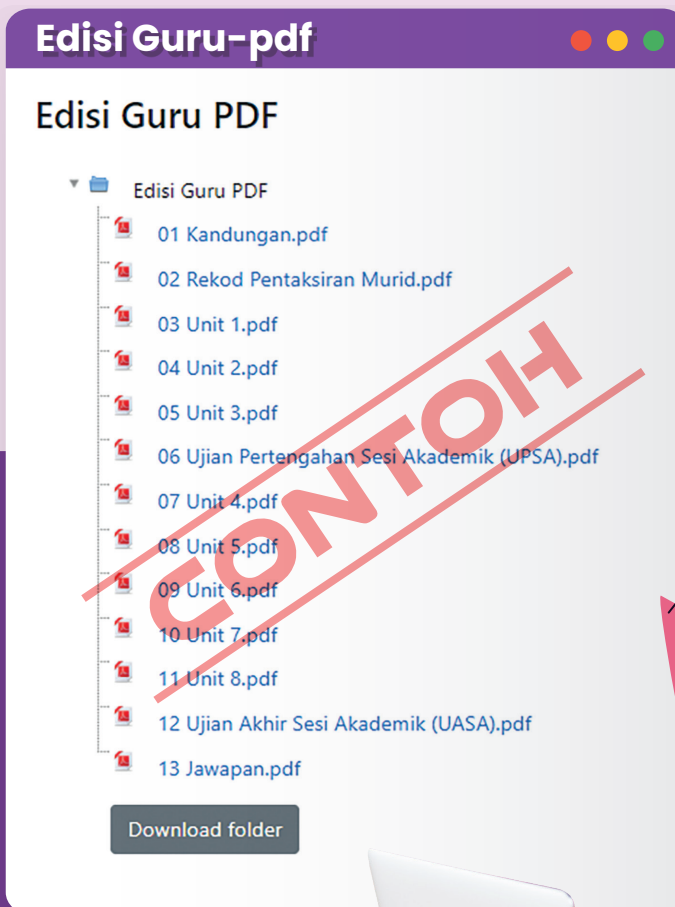 Edisi Guru-pdf
Edisi Guru PDF
Edisi Guru PDF
01 Kandungan.pdf
02 Rekod Pentaksiran Murid.pdf
03 Unit 1.pdf
04 Unit 2.pdf
05 Unit 3.pdf
06 Ujian Pertengahan Sesi Akademik (UPSA).pdf
07 Unit 4.pdf
08 Unit 5.pdf
09 Unit 6.pdf
10 Unit 7.pdf
11 Unit 8.pdf
12 Ujian Akhir Sesi Akademik (UASA).pdf
13 Jawapan.pdf
CONTOH
Download folder